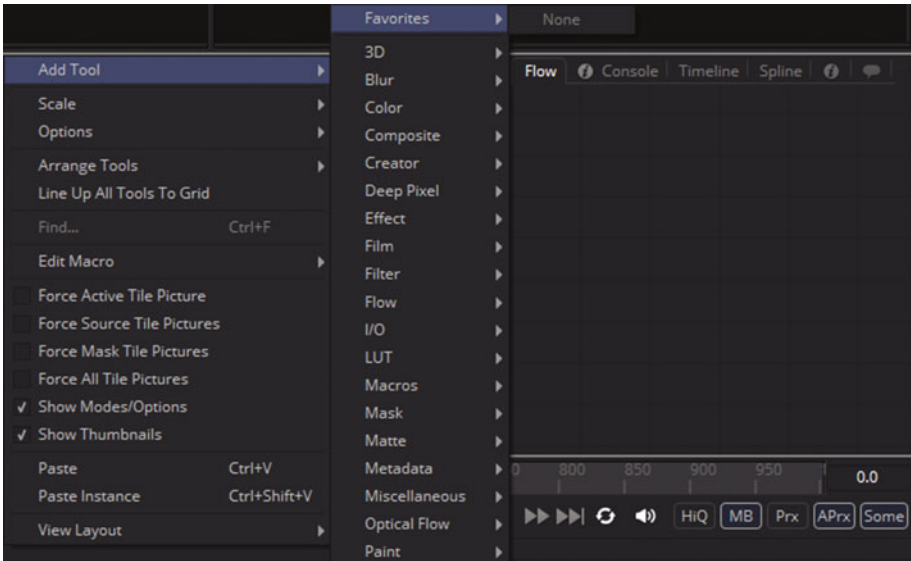 Favorites
None
Add Tool
Scale
Options
Arrange Tools
Line Up All Tools To Grid
Find... Ctrl+F
Edit Macro
Force Active Tile Picture
Force Source Tile Pictures
Force Mask Tile Pictures
Force All Tile Pictures
Show Modes/Options
Show Thumbnails
Paste Ctrl+V
Paste Instance Ctrl+Shift+V
View Layout
3D
Blur
Color
Composite
Creator
Deep Pixel
Effect
Film
Filter
Flow
I/O
LUT
Macros
Mask
Matte
Metadata
Miscellaneous
Optical Flow
Paint
Flow Console Timeline Spline
800 850 900 950 0.0
HiQ MB Prx APrx Some